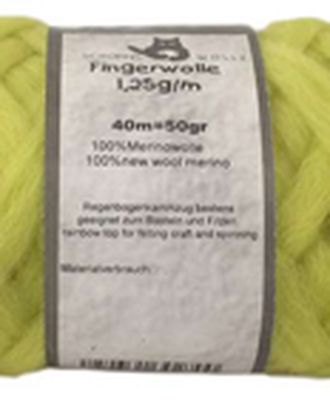 WOLLE
Fingerwolle
1,25g/m
40m=50gr
100%Merinowolle
100%new wool merino
Regenbogenkammzug bestens
geeignet zum Basteln und Filzen
rainbow top for felting craft and spinning
Materialverbrauch: